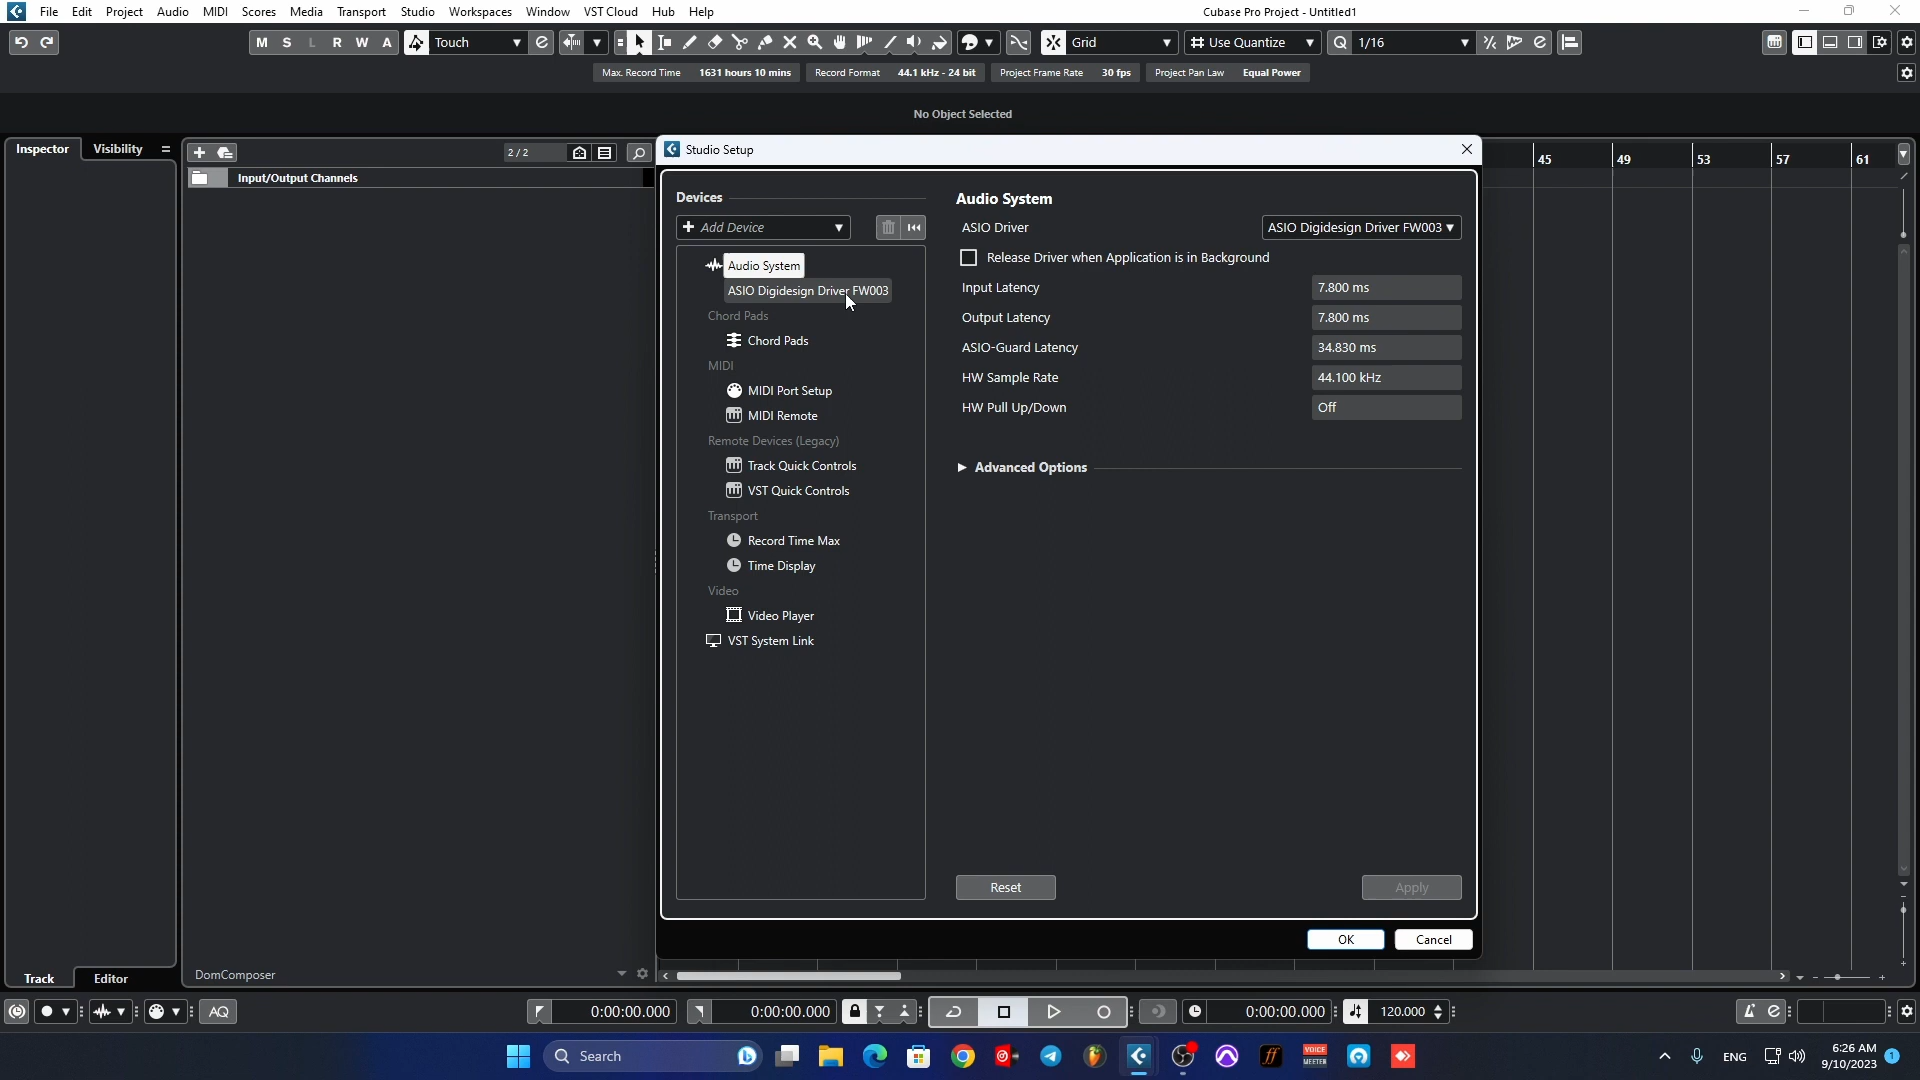 File Edit Project Audio MIDI Scores Media Transport Studio Workspaces Window VST Cloud Hub Help
Cubase Pro Project - Untitled1
M S L R W A Touch Grid Use Quantize Q 1/16
Max. Record Time 1631 hours 10 mins Record Format 44.1 kHz - 24 bit Project Frame Rate 30 fps Project Pan Law Equal Power
No Object Selected
Inspector Visibility
2 / 2
Input/Output Channels
45 49 53 57 61
Studio Setup
Devices
Add Device
Audio System
ASIO Digidesign Driver FW003
Chord Pads
Chord Pads
MIDI
MIDI Port Setup
MIDI Remote
Remote Devices (Legacy)
Track Quick Controls
VST Quick Controls
Transport
Record Time Max
Time Display
Video
Video Player
VST System Link
Audio System
ASIO Driver ASIO Digidesign Driver FW003
Release Driver when Application is in Background
Input Latency 7.800 ms
Output Latency 7.800 ms
ASIO-Guard Latency 34.830 ms
HW Sample Rate 44.100 kHz
HW Pull Up/Down Off
Advanced Options
Reset Apply
OK Cancel
DomComposer
Track Editor
AQ 0:00:00.000 0:00:00.000 0:00:00.000 120.000
Search
VOICE
MEETER
ENG
6:26 AM
9/10/2023
1